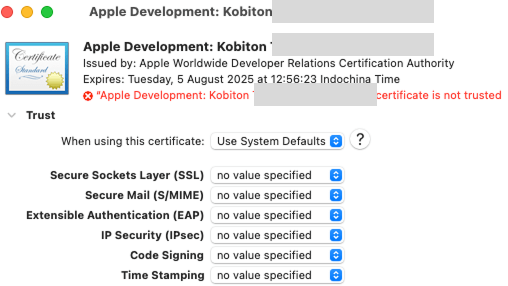 Apple Development: Kobiton
Certificate
Standard
Apple Development: Kobiton
Issued by: Apple Worldwide Developer Relations Certification Authority
Expires: Tuesday, 5 August 2025 at 12:56:23 Indochina Time
"Apple Development: Kobiton certificate is not trusted
Trust
When using this certificate: Use System Defaults ?
Secure Sockets Layer (SSL) no value specified
Secure Mail (S/MIME) no value specified
Extensible Authentication (EAP) no value specified
IP Security (IPsec) no value specified
Code Signing no value specified
Time Stamping no value specified